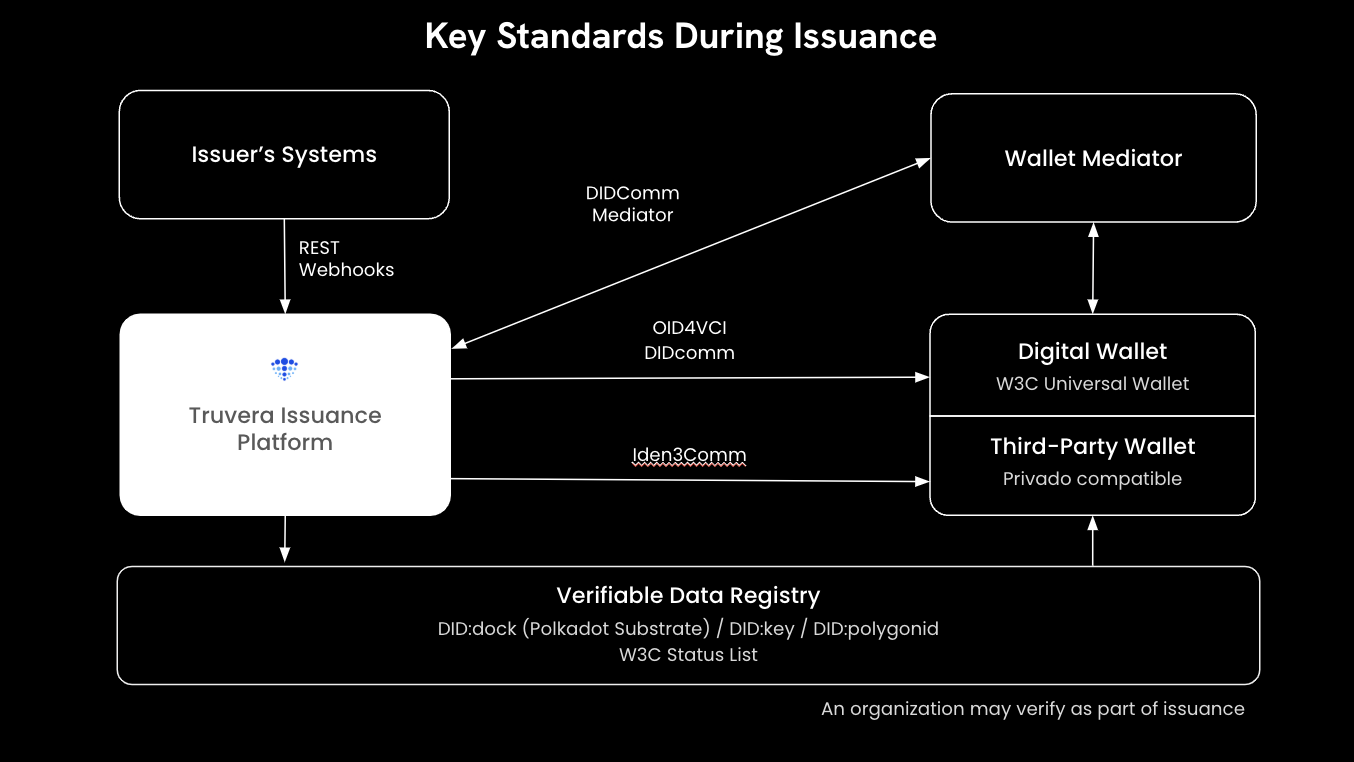 Key Standards During Issuance
Issuer’s Systems
Wallet Mediator
DIDComm
Mediator
REST
Webhooks
OID4VCI
DIDcomm
Digital Wallet
W3C Universal Wallet
Truvera Issuance
Platform
Iden3Comm
Third-Party Wallet
Privado compatible
Verifiable Data Registry
DID:dock (Polkadot Substrate) / DID:key / DID:polygonid
W3C Status List
An organization may verify as part of issuance